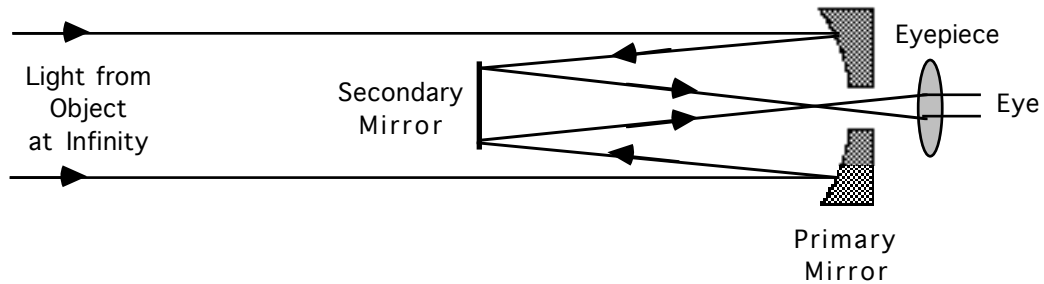 Light from
Object
at Infinity
Secondary
Mirror
Eyepiece
Eye
Primary
Mirror